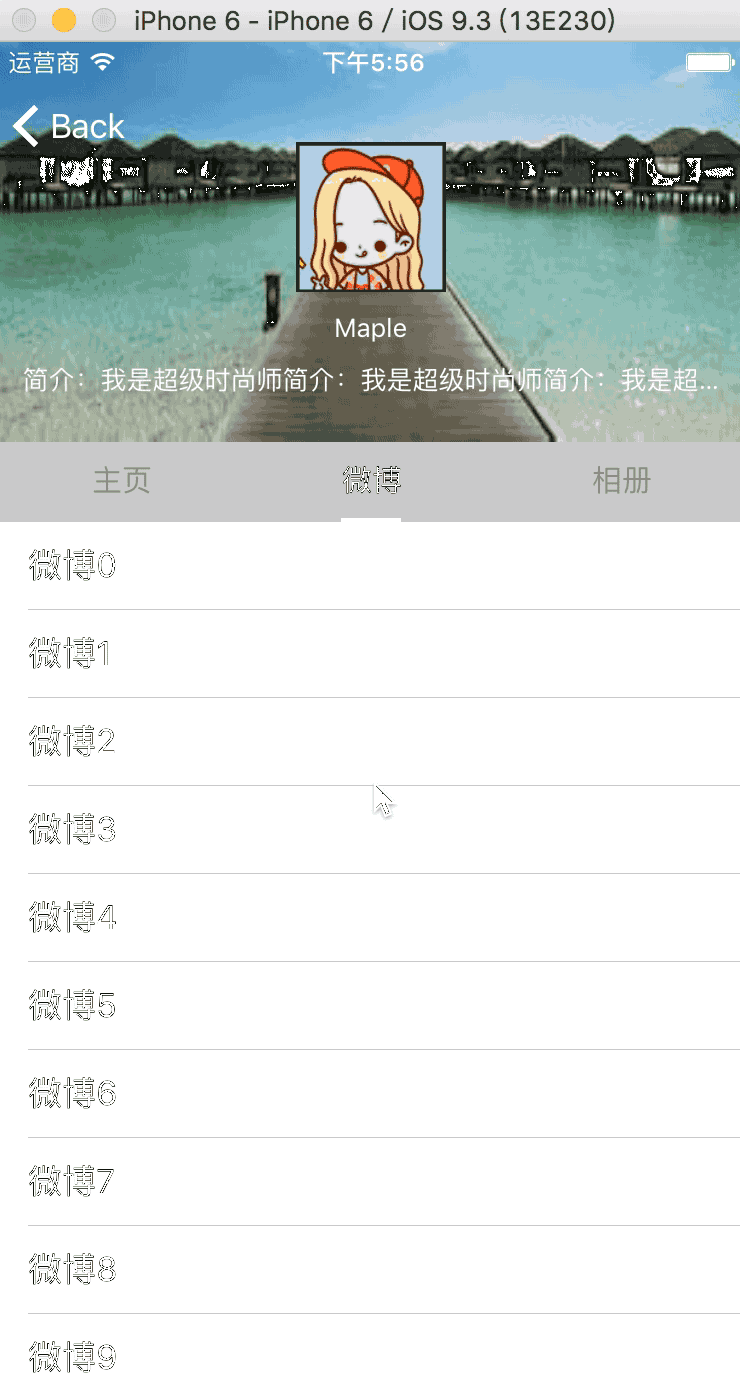 iPhone 6 - iPhone 6 / iOS 9.3 (13E230)
运营商 下午5:56
Back
Maple
简介：我是超级时尚师简介：我是超级时尚师简介：我是超...
主页 微博 相册
微博0
微博1
微博2
微博3
微博4
微博5
微博6
微博7
微博8
微博9